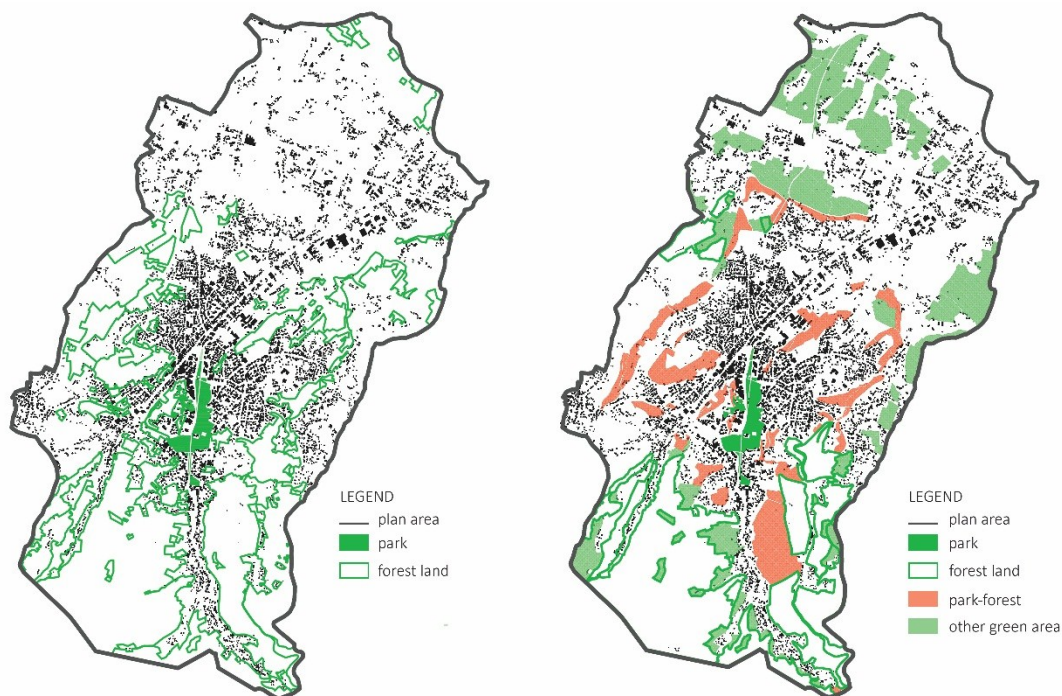 LEGEND
plan area
park
forest land
LEGEND
plan area
park
forest land
park-forest
other green area